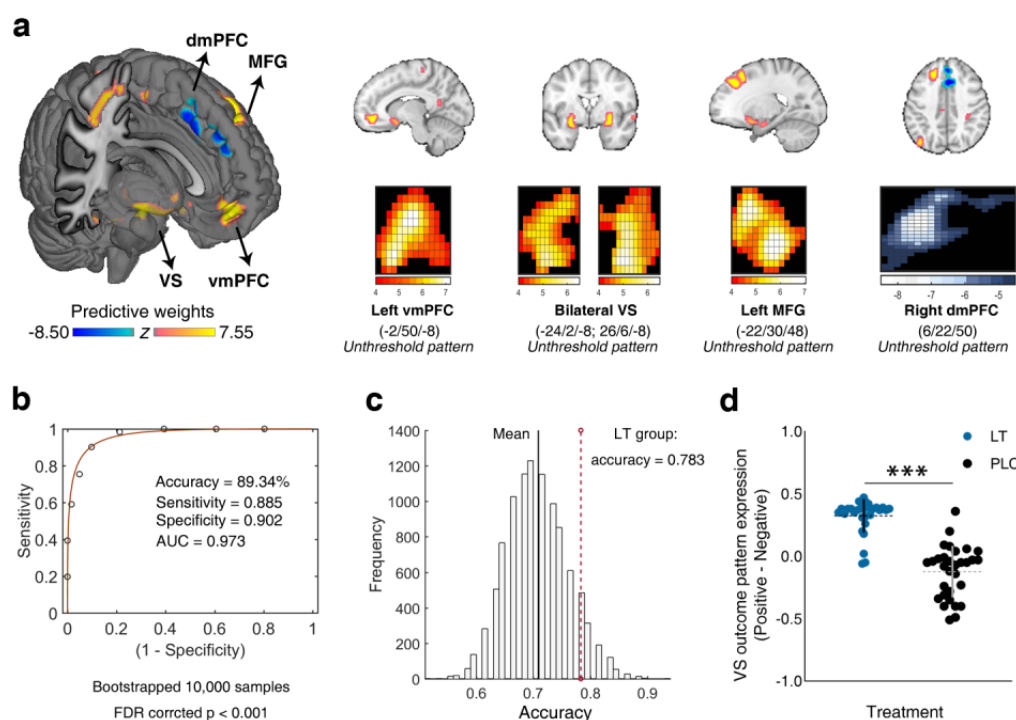 a
dmPFC
MFG
VS
vmPFC
Predictive weights
-8.50 Z 7.55
4 5 6 7
Left vmPFC
(-2/50/-8)
Unthreshold pattern
4 5 6 7
4 5 6 7
Bilateral VS
(-24/2/-8; 26/6/-8)
Unthreshold pattern
4 5 6 7
Left MFG
(-22/30/48)
Unthreshold pattern
-8 -7 -6 -5
Right dmPFC
(6/22/50)
Unthreshold pattern
b
Sensitivity
1
0.8
0.6
0.4
0.2
0
0 0.2 0.4 0.6 0.8 1
(1 - Specificity)
Accuracy = 89.34%
Sensitivity = 0.885
Specificity = 0.902
AUC = 0.973
Bootstrapped 10,000 samples
FDR corrcted p < 0.001
c
Frequency
1400
1200
1000
800
600
400
200
0
0.6 0.7 0.8 0.9
Accuracy
Mean
LT group:
accuracy = 0.783
d
VS outcome pattern expression
(Positive - Negative)
1.0
0.5
0.0
-0.5
-1.0
Treatment
***
LT
PLC